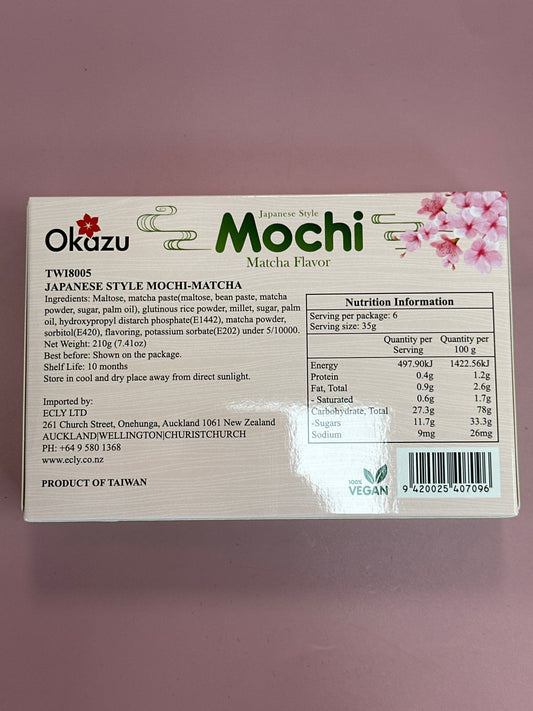 Okazu
Japanese Style
Mochi
Matcha Flavor
TWI8005
JAPANESE STYLE MOCHI-MATCHA
Ingredients: Maltose, matcha paste(maltose, bean paste, matcha
powder, sugar, palm oil), glutinous rice powder, millet, sugar, palm
oil, hydroxypropyl distarch phosphate(E1442), matcha powder,
sorbitol(E420), flavoring, potassium sorbate(E202) under 5/10000.
Net Weight: 210g (7.41oz)
Best before: Shown on the package.
Shelf Life: 10 months
Store in cool and dry place away from direct sunlight.
Imported by:
ECLY LTD
261 Church Street, Onehunga, Auckland 1061 New Zealand
AUCKLAND|WELLINGTON|CHURISTCHURCH
PH: +64 9 580 1368
www.ecly.co.nz
PRODUCT OF TAIWAN
Nutrition Information
Serving per package: 6
Serving size: 35g
Quantity per Serving Quantity per 100 g
Energy 497.90kJ 1422.56kJ
Protein 0.4g 1.2g
Fat, Total 0.9g 2.6g
- Saturated 0.6g 1.7g
Carbohydrate, Total 27.3g 78g
-Sugars 11.7g 33.3g
Sodium 9mg 26mg
100%
VEGAN
9 420025 407096